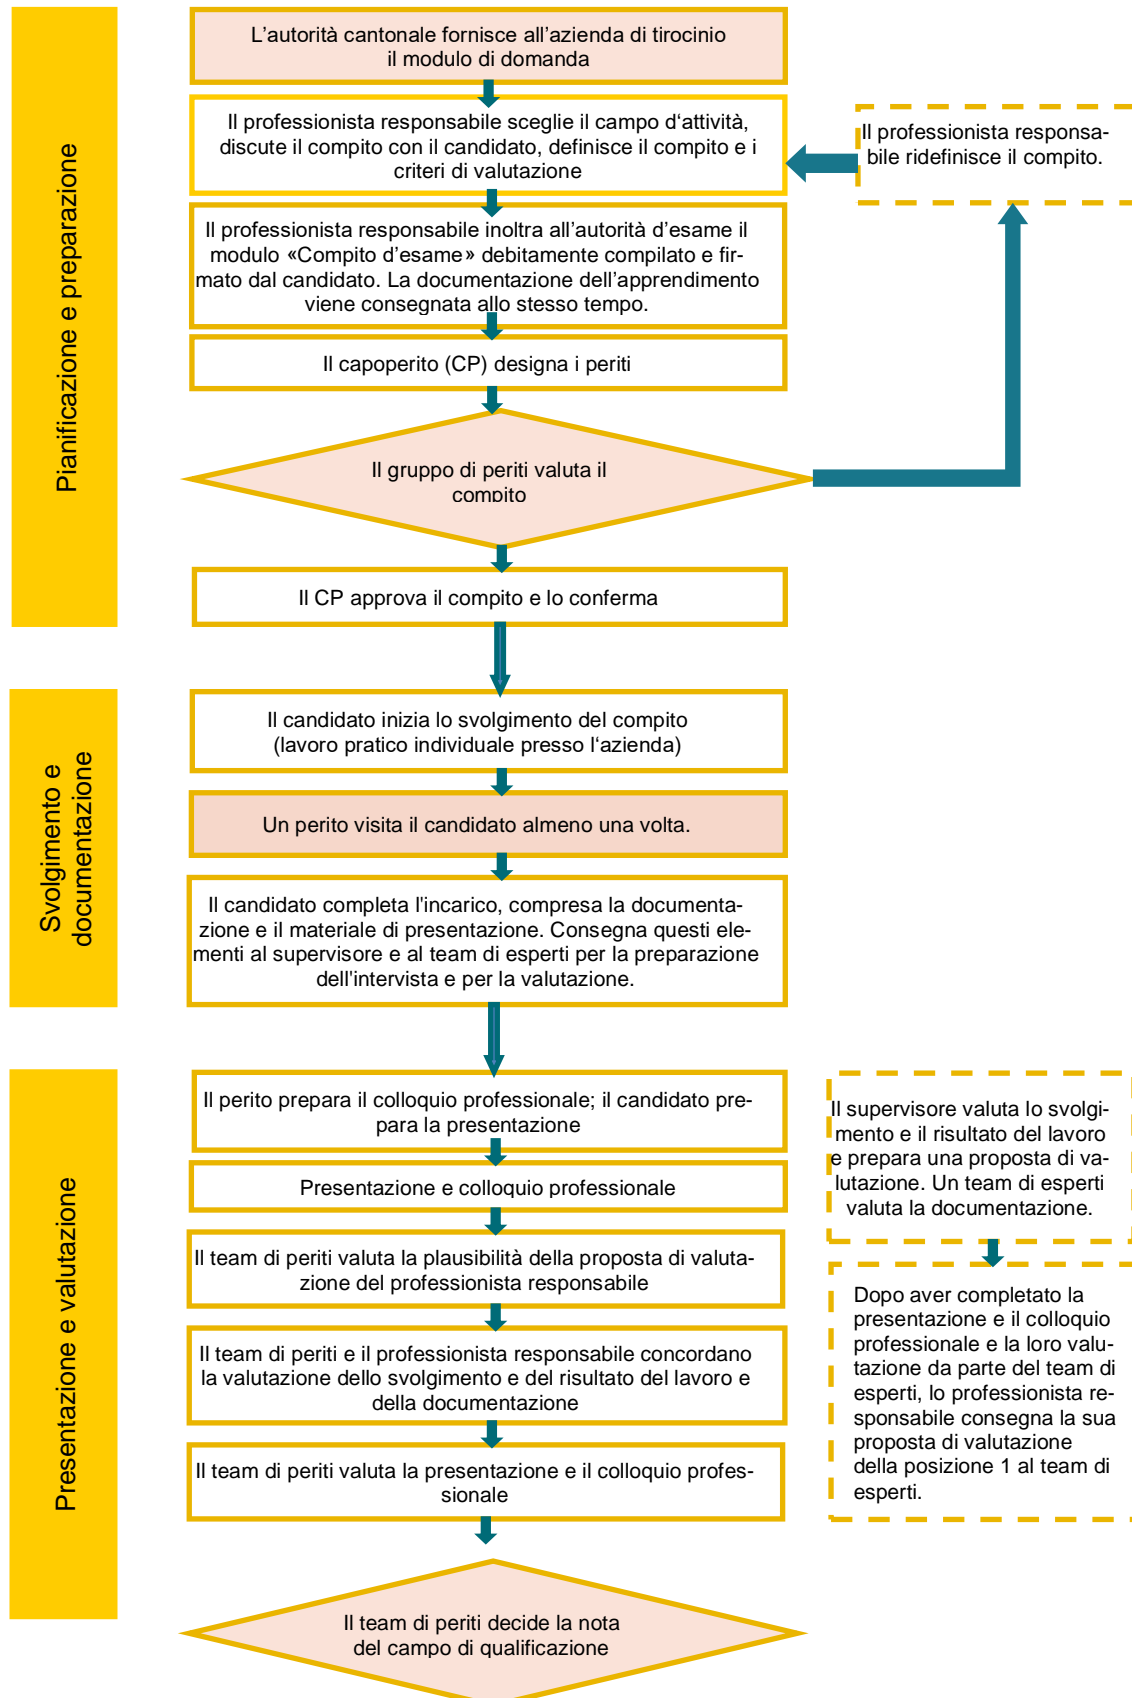 Pianificazione e preparazione
L'autorità cantonale fornisce all'azienda di tirocinio
il modulo di domanda
Il professionista responsabile sceglie il campo d'attività,
discute il compito con il candidato, definisce il compito e i
criteri di valutazione
Il professionista responsa-
bile ridefinisce il compito.
Il professionista responsabile inoltra all'autorità d'esame il
modulo «Compito d'esame» debitamente compilato e fir-
mato dal candidato. La documentazione dell'apprendimento
viene consegnata allo stesso tempo.
Il capoperito (CP) designa i periti
Il gruppo di periti valuta il
compito
Il CP approva il compito e lo conferma
Svolgimento e
documentazione
Il candidato inizia lo svolgimento del compito
(lavoro pratico individuale presso l'azienda)
Un perito visita il candidato almeno una volta.
Il candidato completa l'incarico, compresa la documenta-
zione e il materiale di presentazione. Consegna questi ele-
menti al supervisore e al team di esperti per la preparazione
dell'intervista e per la valutazione.
Presentazione e valutazione
Il perito prepara il colloquio professionale; il candidato pre-
para la presentazione
Presentazione e colloquio professionale
Il team di periti valuta la plausibilità della proposta di valuta-
zione del professionista responsabile
Il team di periti e il professionista responsabile concordano
la valutazione dello svolgimento e del risultato del lavoro e
della documentazione
Il team di periti valuta la presentazione e il colloquio profes-
sionale
Il team di periti decide la nota
del campo di qualificazione
Il supervisore valuta lo svolgi-
mento e il risultato del lavoro
e prepara una proposta di va-
lutazione. Un team di esperti
valuta la documentazione.
Dopo aver completato la
presentazione e il colloquio
professionale e la loro valu-
tazione da parte del team di
esperti, lo professionista re-
sponsabile consegna la sua
proposta di valutazione
della posizione 1 al team di
esperti.